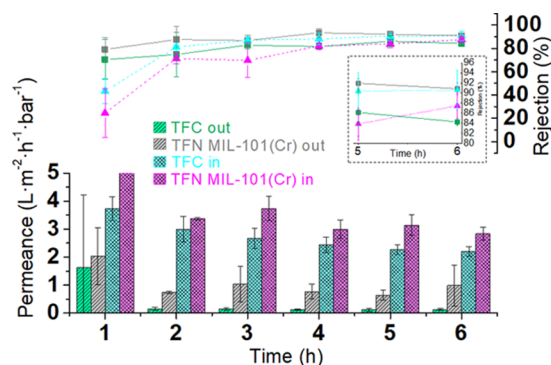 100
80
60
40
20
0
Rejection (%)
96
94
92
90
88
86
84
82
80
Rejection (%)
5
6
Time (h)
TFC out
TFN MIL-101(Cr) out
TFC in
TFN MIL-101(Cr) in
Permeance (L·m⁻²·h⁻¹·bar⁻¹)
5
4
3
2
1
0
1 2 3 4 5 6
Time (h)